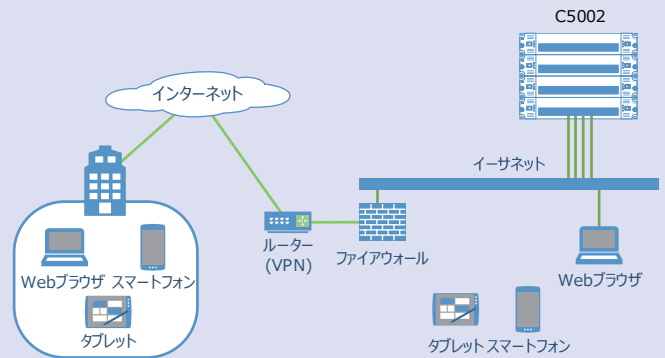 C5002
インターネット
イーサネット
ルーター
(VPN)
ファイアウォール
Webブラウザ
Webブラウザ スマートフォン
タブレット
タブレット スマートフォン